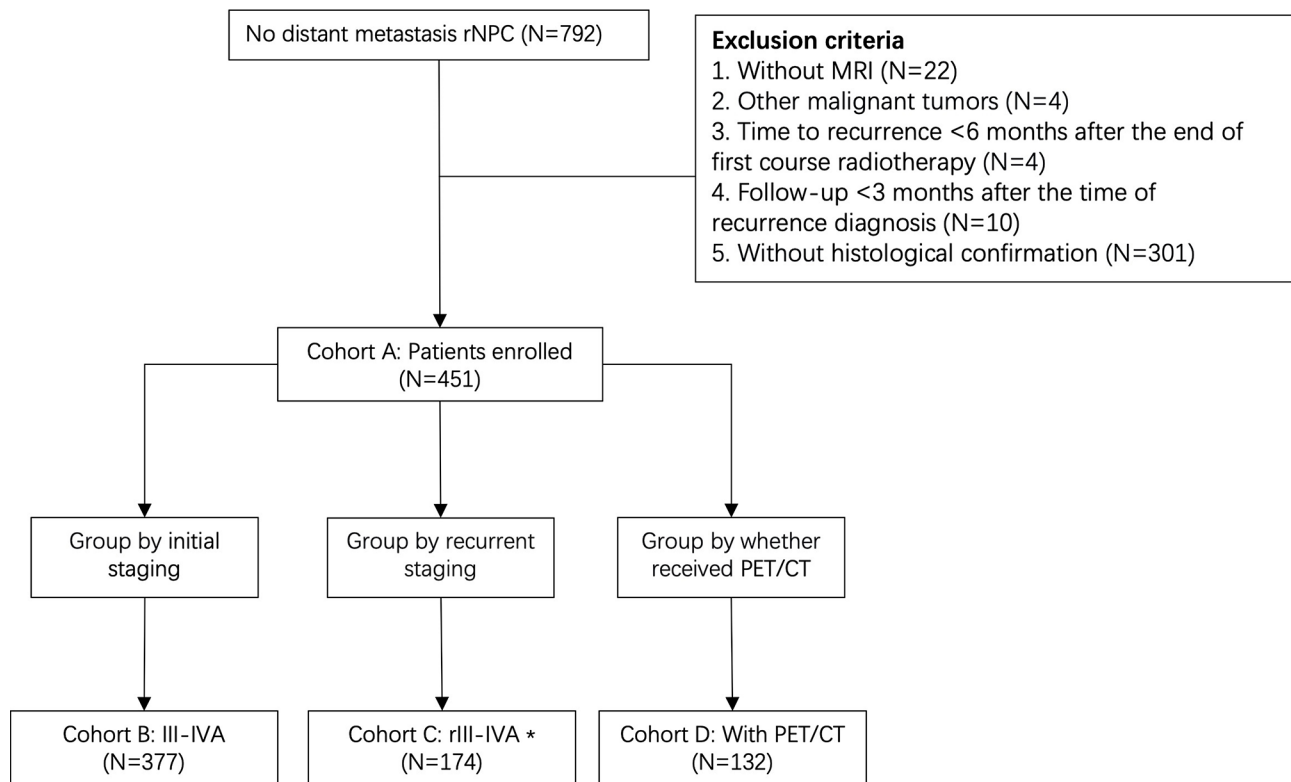 No distant metastasis rNPC (N=792)
Exclusion criteria
1. Without MRI (N=22)
2. Other malignant tumors (N=4)
3. Time to recurrence <6 months after the end of
first course radiotherapy (N=4)
4. Follow-up <3 months after the time of
recurrence diagnosis (N=10)
5. Without histological confirmation (N=301)
Cohort A: Patients enrolled
(N=451)
Group by initial
staging
Group by recurrent
staging
Group by whether
received PET/CT
Cohort B: III-IVA
(N=377)
Cohort C: rIII-IVA *
(N=174)
Cohort D: With PET/CT
(N=132)